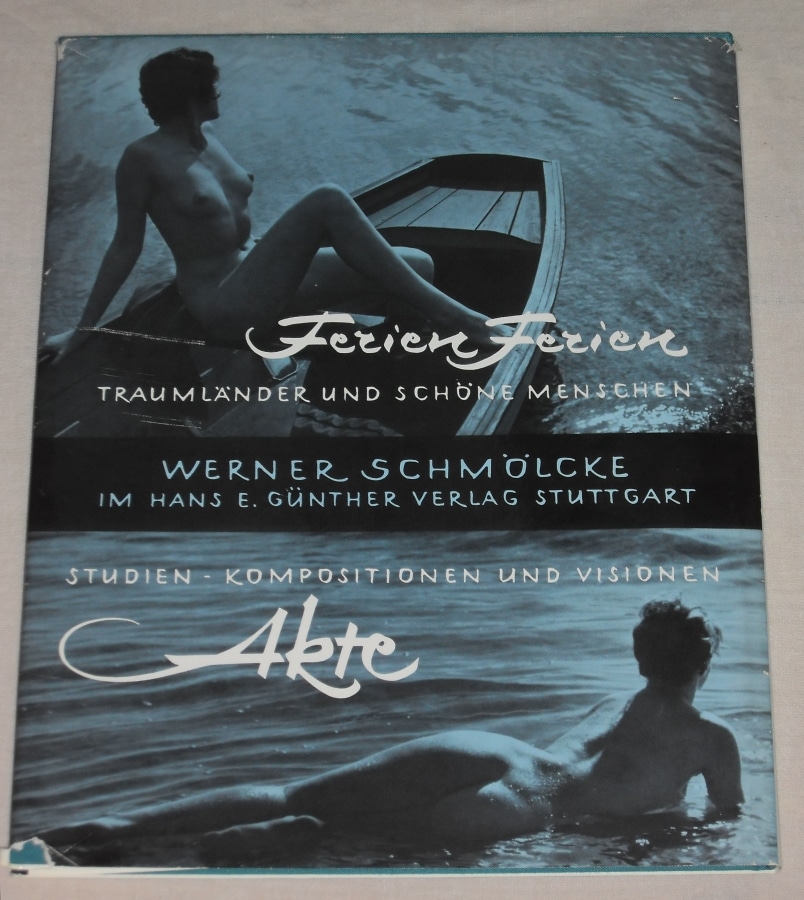 Ferien Ferien
TRAUMLÄNDER UND SCHÖNE MENSCHEN
WERNER SCHMÖLCKE
IM HANS E. GÜNTHER VERLAG STUTTGART
STUDIEN - KOMPOSITIONEN UND VISIONEN
Akte